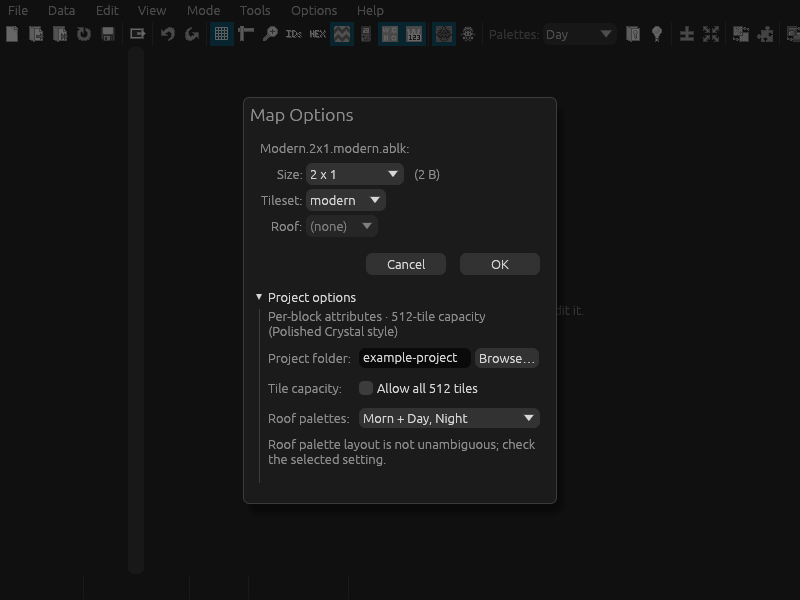 File Data Edit View Mode Tools Options Help
IDs HEX 123 Palettes: Day
Map Options
Modern.2x1.modern.ablk:
Size: 2 x 1 (2 B)
Tileset: modern
Roof: (none)
Cancel OK
Project options
Per-block attributes · 512-tile capacity
(Polished Crystal style)
dit it.
Project folder: example-project Browse...
Tile capacity: Allow all 512 tiles
Roof palettes: Morn + Day, Night
Roof palette layout is not unambiguous; check
the selected setting.